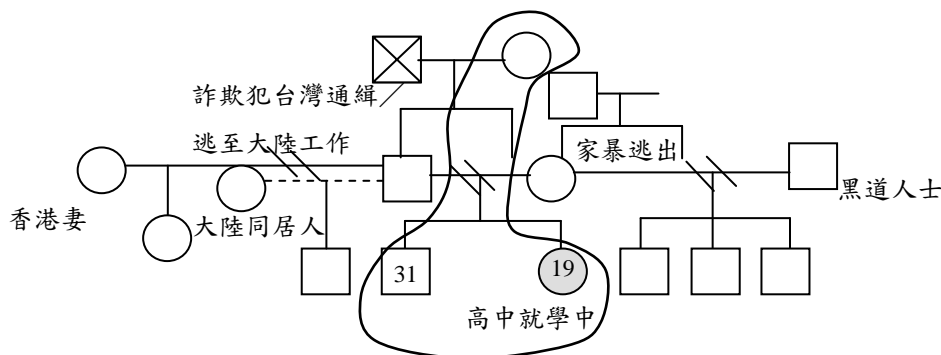 詐欺犯台灣通緝
逃至大陸工作
家暴逃出
香港妻
大陸同居人
黑道人士
31
19
高中就學中